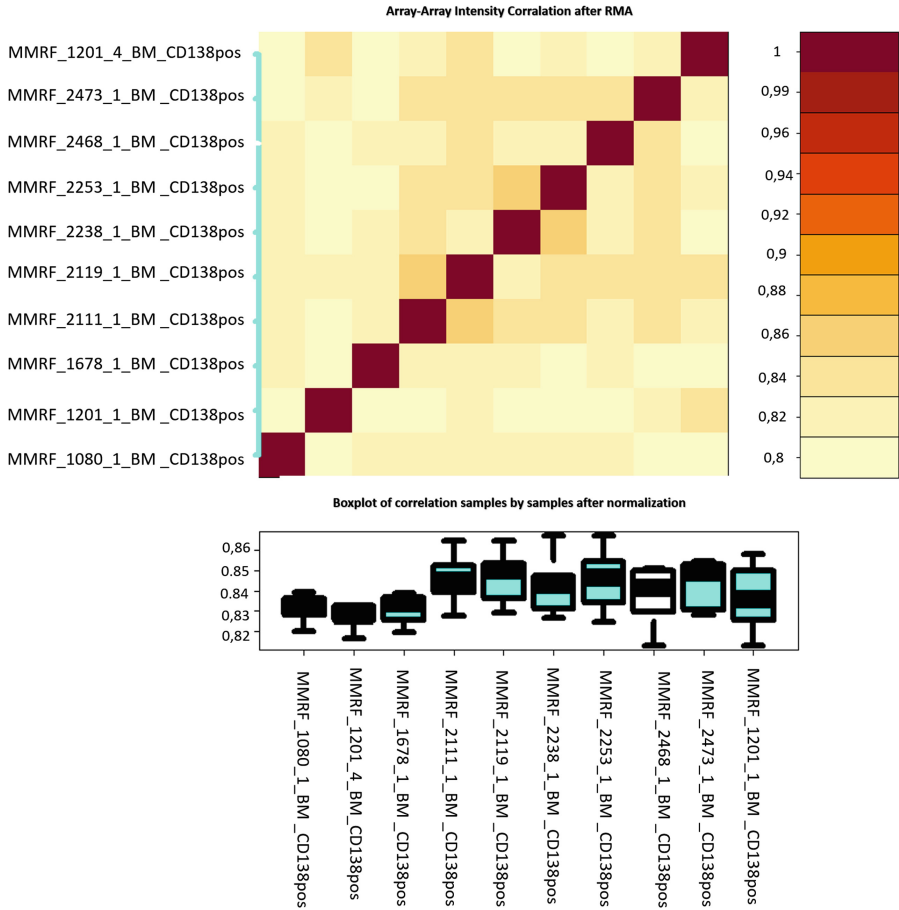 Array-Array Intensity Corralation after RMA
MMRF_1201_4_BM_CD138pos
MMRF_2473_1_BM _CD138pos
MMRF_2468_1_BM _CD138pos
MMRF_2253_1_BM _CD138pos
MMRF_2238_1_BM _CD138pos
MMRF_2119_1_BM _CD138pos
MMRF_2111_1_BM _CD138pos
MMRF_1678_1_BM _CD138pos
MMRF_1201_1_BM _CD138pos
MMRF_1080_1_BM _CD138pos
1
0,99
0,96
0,94
0,92
0,9
0,88
0,86
0,84
0,82
0,8
Boxplot of correlation samples by samples after normalization
0,86
0,85
0,84
0,83
0,82
MMRF_1080_1_BM _CD138pos
MMRF_1201_4_BM_CD138pos
MMRF_1678_1_BM _CD138pos
MMRF_2111_1_BM _CD138pos
MMRF_2119_1_BM _CD138pos
MMRF_2238_1_BM _CD138pos
MMRF_2253_1_BM _CD138pos
MMRF_2468_1_BM _CD138pos
MMRF_2473_1_BM _CD138pos
MMRF_1201_1_BM _CD138pos